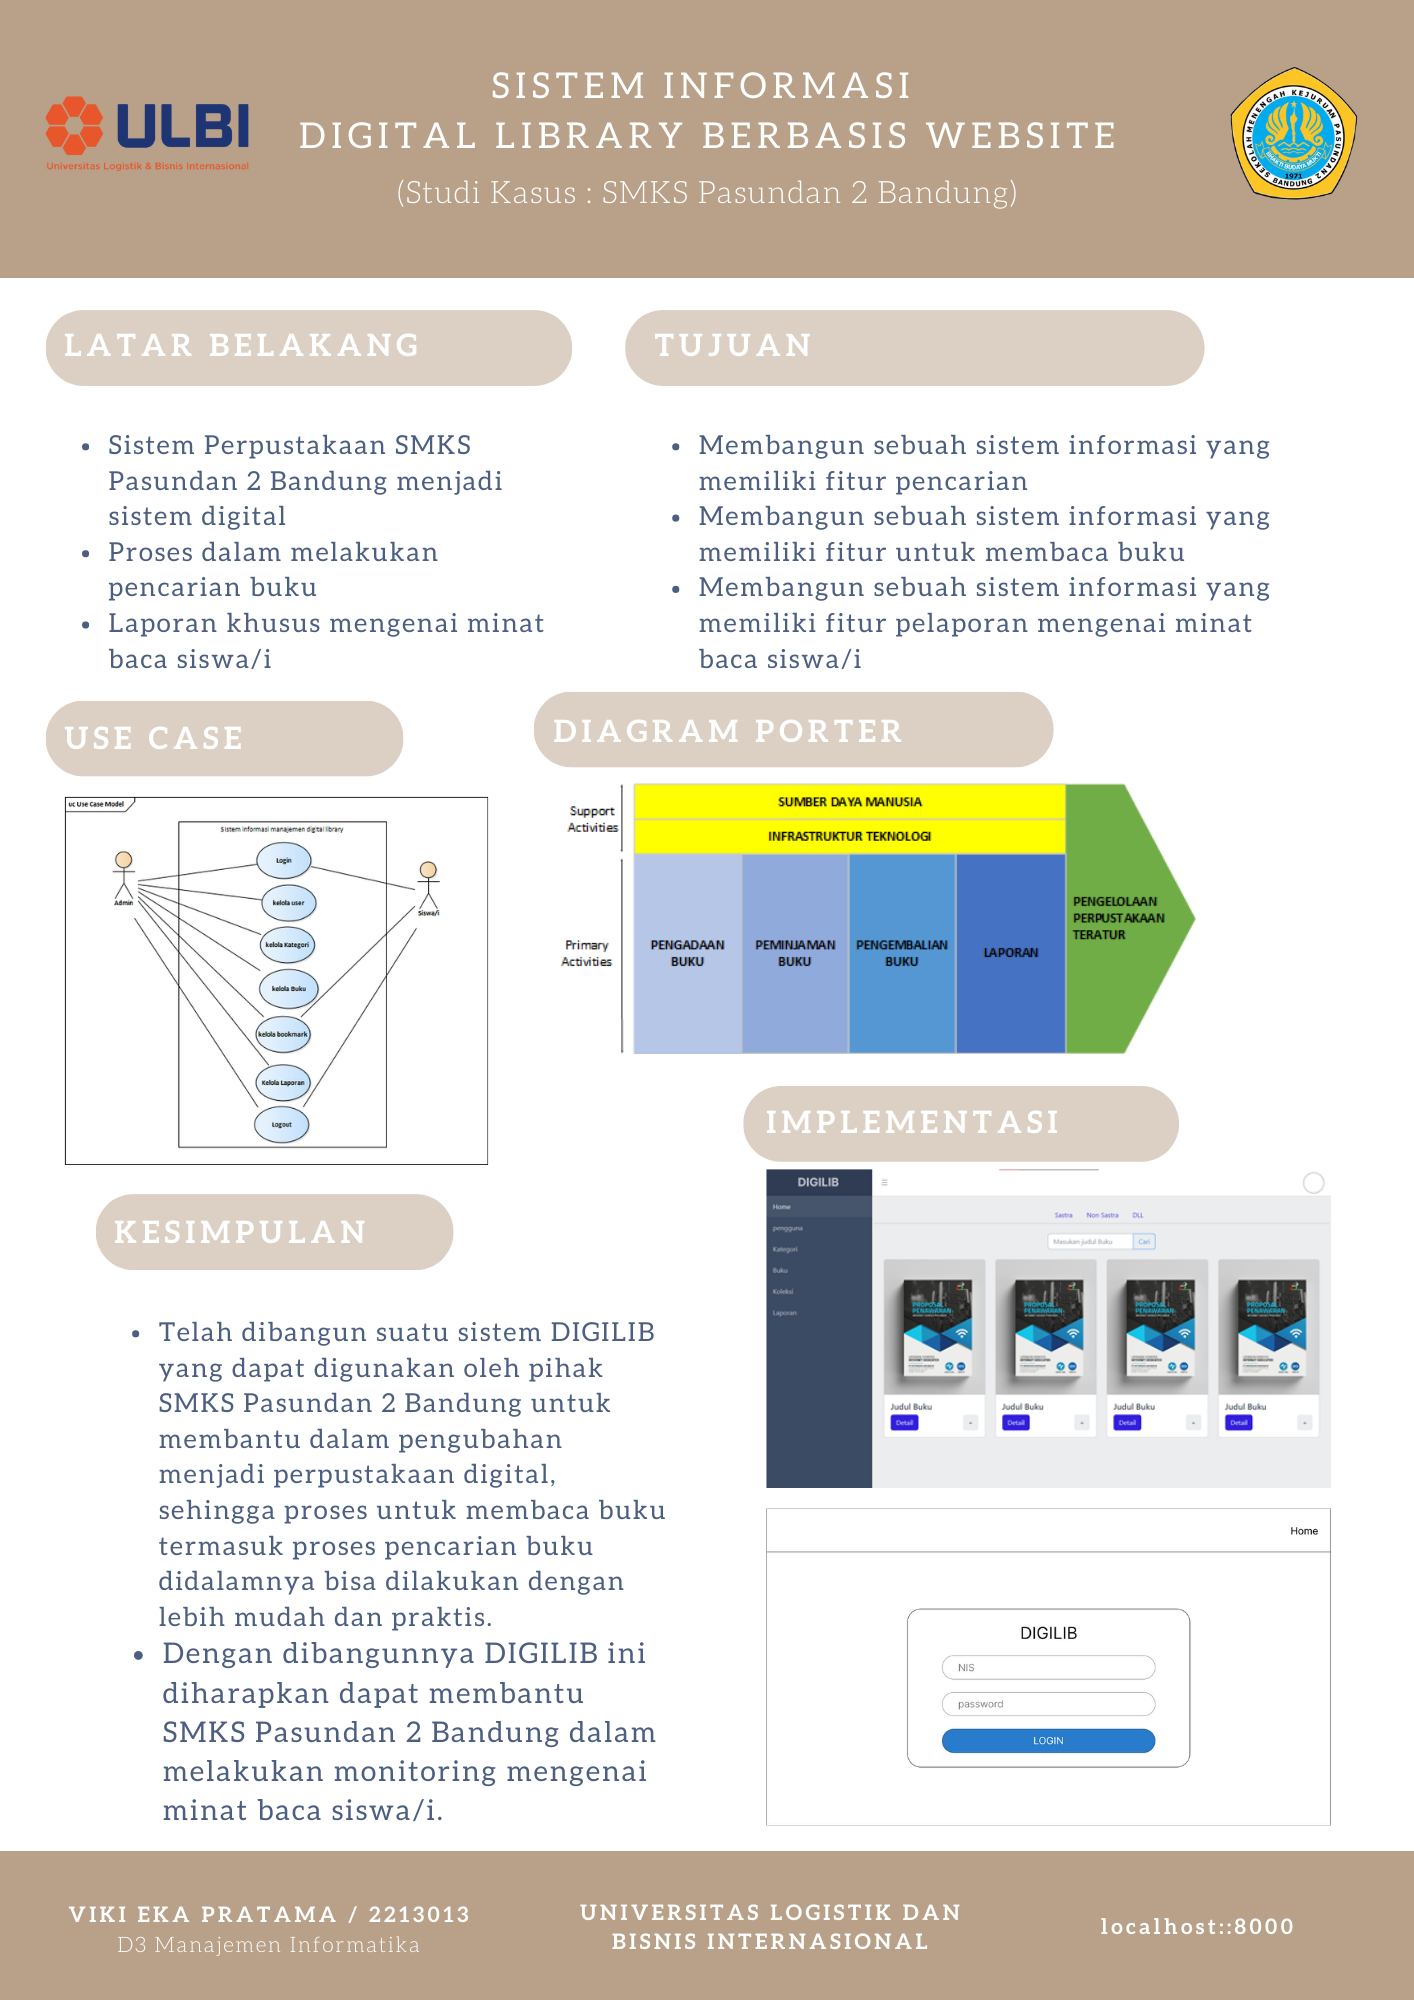 SISTEM INFORMASI
DIGITAL LIBRARY BERBASIS WEBSITE
(Studi Kasus : SMKS Pasundan 2 Bandung)
ULBI
Universitas Logistik & Bisnis Internasional
SEKOLAH MENENGAH KEJURUAN PASUNDAN 2
BHAKTI BUDAYA MUKTI
1971
BANDUNG
LATAR BELAKANG
Sistem Perpustakaan SMKS
Pasundan 2 Bandung menjadi
sistem digital
Proses dalam melakukan
pencarian buku
Laporan khusus mengenai minat
baca siswa/i
TUJUAN
Membangun sebuah sistem informasi yang
memiliki fitur pencarian
Membangun sebuah sistem informasi yang
memiliki fitur untuk membaca buku
Membangun sebuah sistem informasi yang
memiliki fitur pelaporan mengenai minat
baca siswa/i
USE CASE
uc Use Case Model
Sistem informasi manajemen digital library
Admin
Siswa/i
Login
kelola user
kelola Kategori
kelola Buku
kelola bookmark
Kelola Laporan
Logout
DIAGRAM PORTER
Support
Activities
SUMBER DAYA MANUSIA
INFRASTRUKTUR TEKNOLOGI
Primary
Activities
PENGADAAN
BUKU
PEMINJAMAN
BUKU
PENGEMBALIAN
BUKU
LAPORAN
PENGELOLAAN
PERPUSTAKAAN
TERATUR
IMPLEMENTASI
DIGILIB
Home
pengguna
Kategori
Buku
Koleksi
Laporan
Sastra Non Sastra DLL
Masukan judul Buku Cari
PROPOSAL
PENAWARAN
PROPOSAL
PENAWARAN
PROPOSAL
PENAWARAN
PROPOSAL
PENAWARAN
Judul Buku Judul Buku Judul Buku Judul Buku
Detail Detail Detail Detail
Home
DIGILIB
NIS
password
LOGIN
KESIMPULAN
Telah dibangun suatu sistem DIGILIB
yang dapat digunakan oleh pihak
SMKS Pasundan 2 Bandung untuk
membantu dalam pengubahan
menjadi perpustakaan digital,
sehingga proses untuk membaca buku
termasuk proses pencarian buku
didalamnya bisa dilakukan dengan
lebih mudah dan praktis.
Dengan dibangunnya DIGILIB ini
diharapkan dapat membantu
SMKS Pasundan 2 Bandung dalam
melakukan monitoring mengenai
minat baca siswa/i.
VIKI EKA PRATAMA / 2213013
D3 Manajemen Informatika
UNIVERSITAS LOGISTIK DAN
BISNIS INTERNASIONAL
localhost::8000